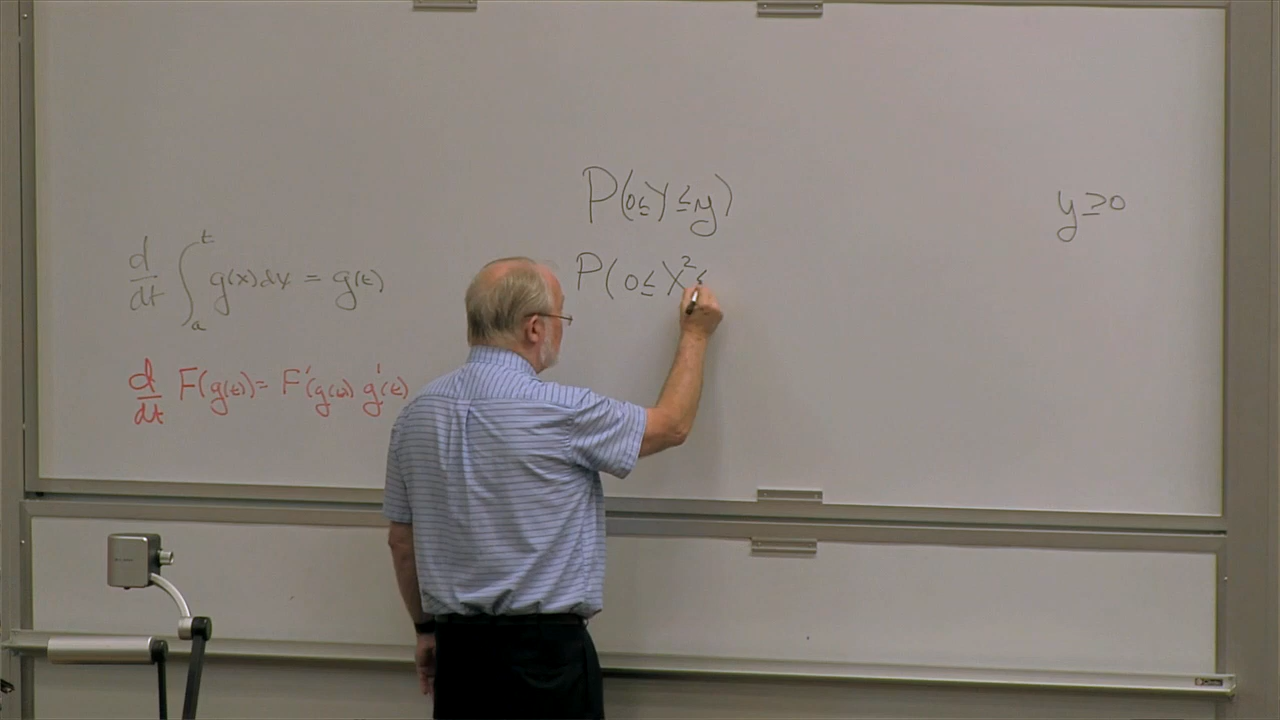 d/dt ∫_a^t g(x)dx = g(t)
d/dt F(g(t)) = F'(g(t)) g'(t)
P(0≤Y≤y)
P(0≤X²≤
y≥0